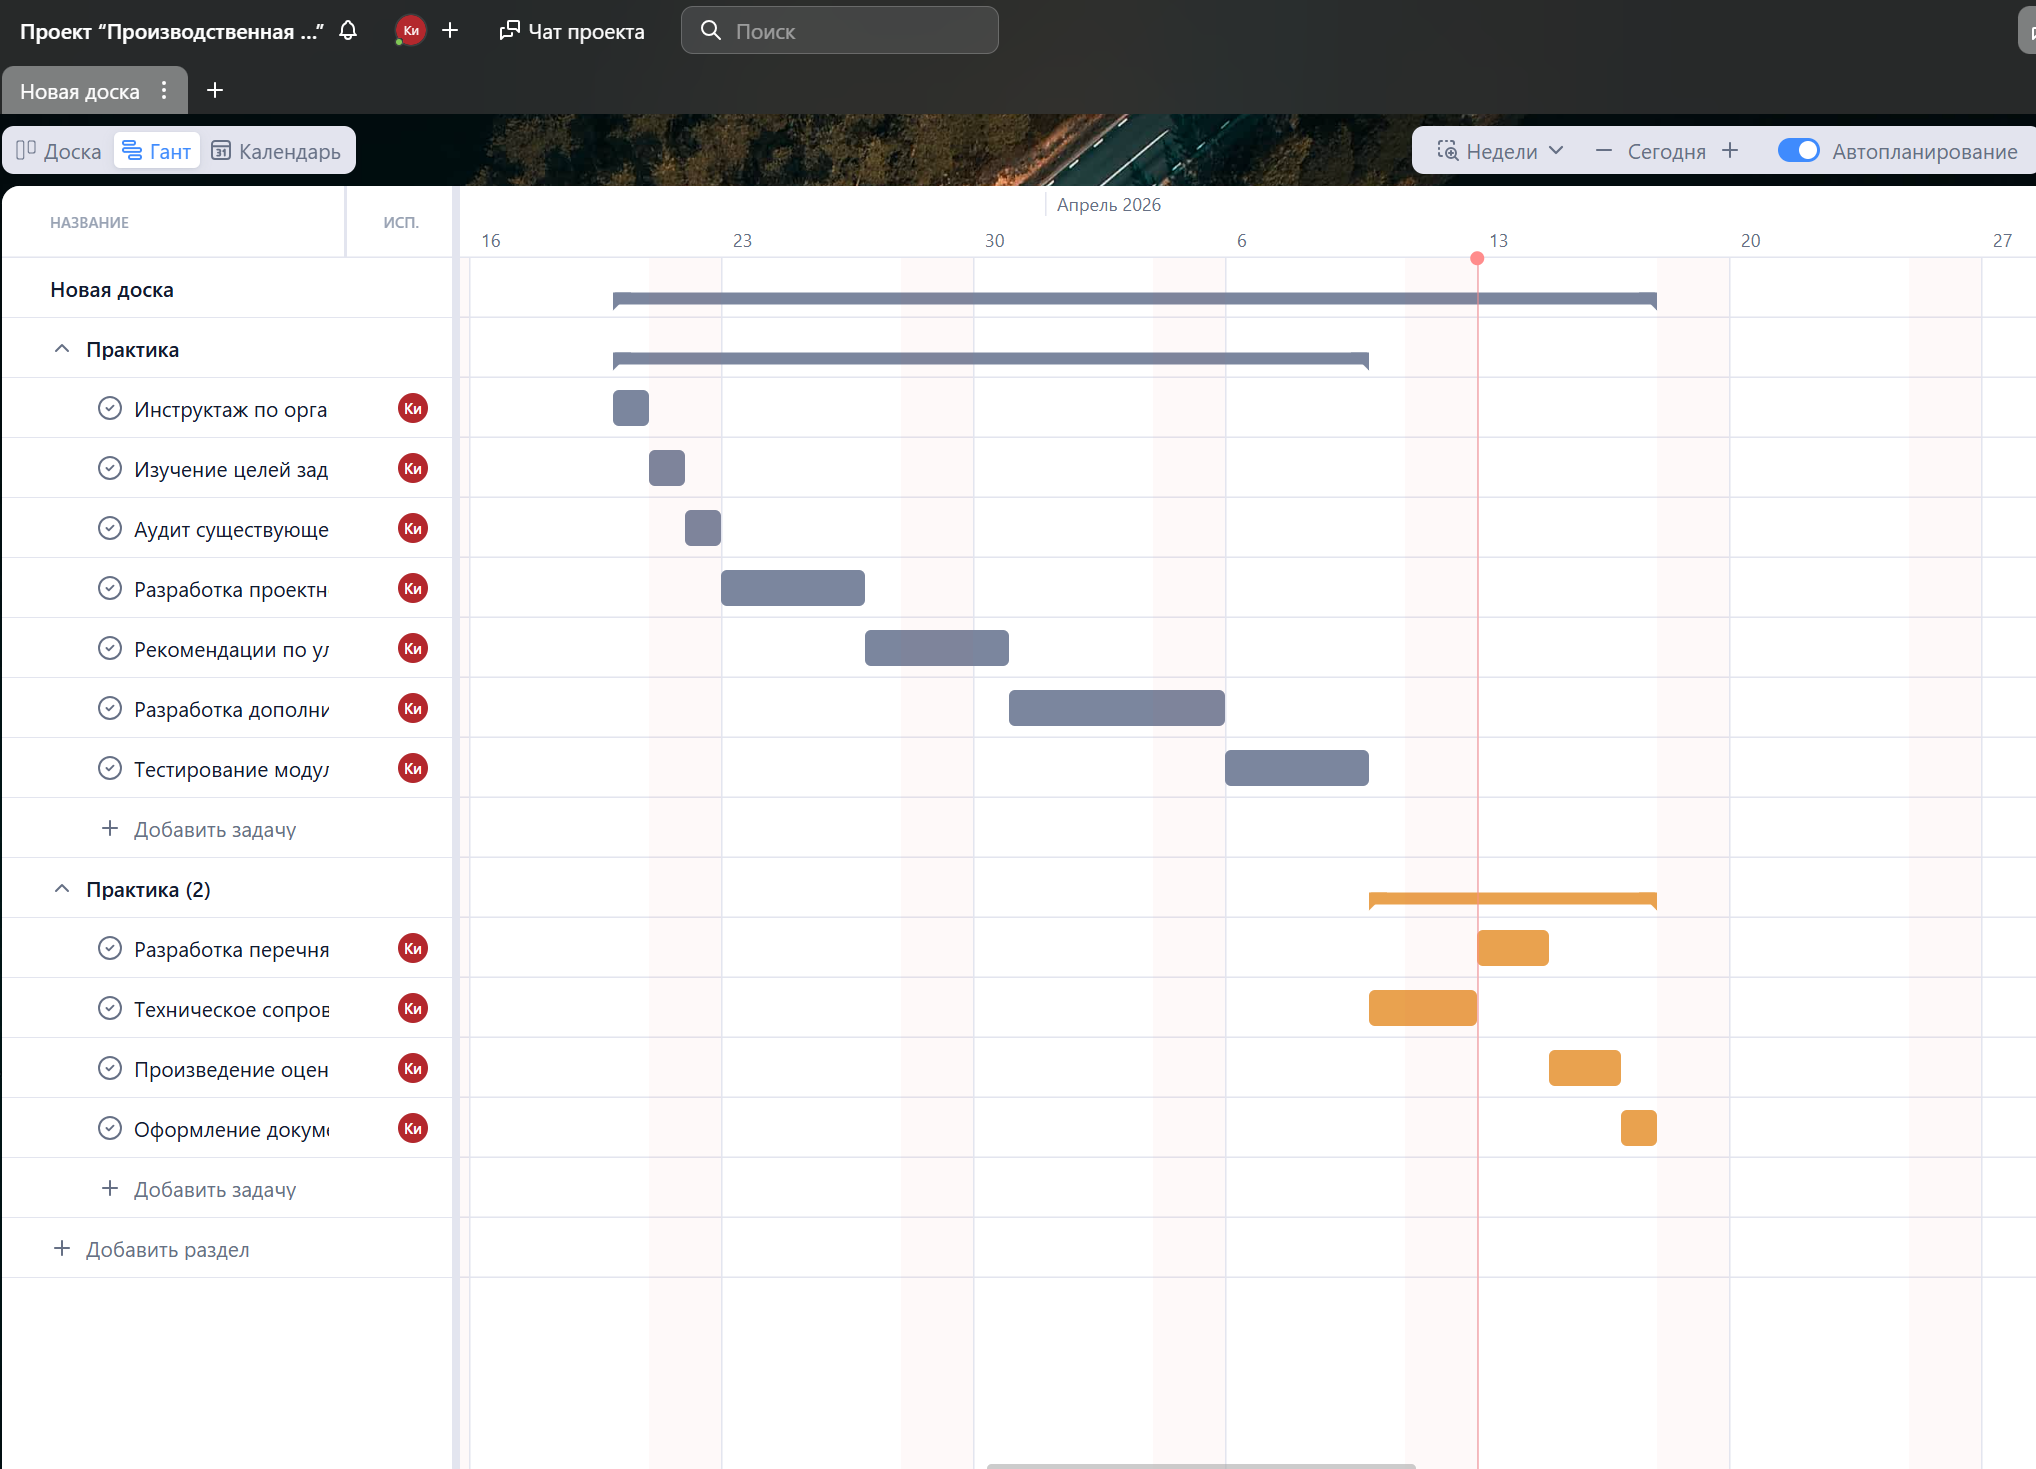 Проект “Производственная ...” Ки Чат проекта Поиск
Новая доска
Доска Гант Календарь Недели Сегодня Автопланирование
НАЗВАНИЕ ИСП.
Апрель 2026
16 23 30 6 13 20 27
Новая доска
Практика
Инструктаж по орга Ки
Изучение целей зад Ки
Аудит существующе Ки
Разработка проектн Ки
Рекомендации по ул Ки
Разработка дополни Ки
Тестирование модул Ки
Добавить задачу
Практика (2)
Разработка перечня Ки
Техническое сопров Ки
Произведение оцен Ки
Оформление докуме Ки
Добавить задачу
Добавить раздел